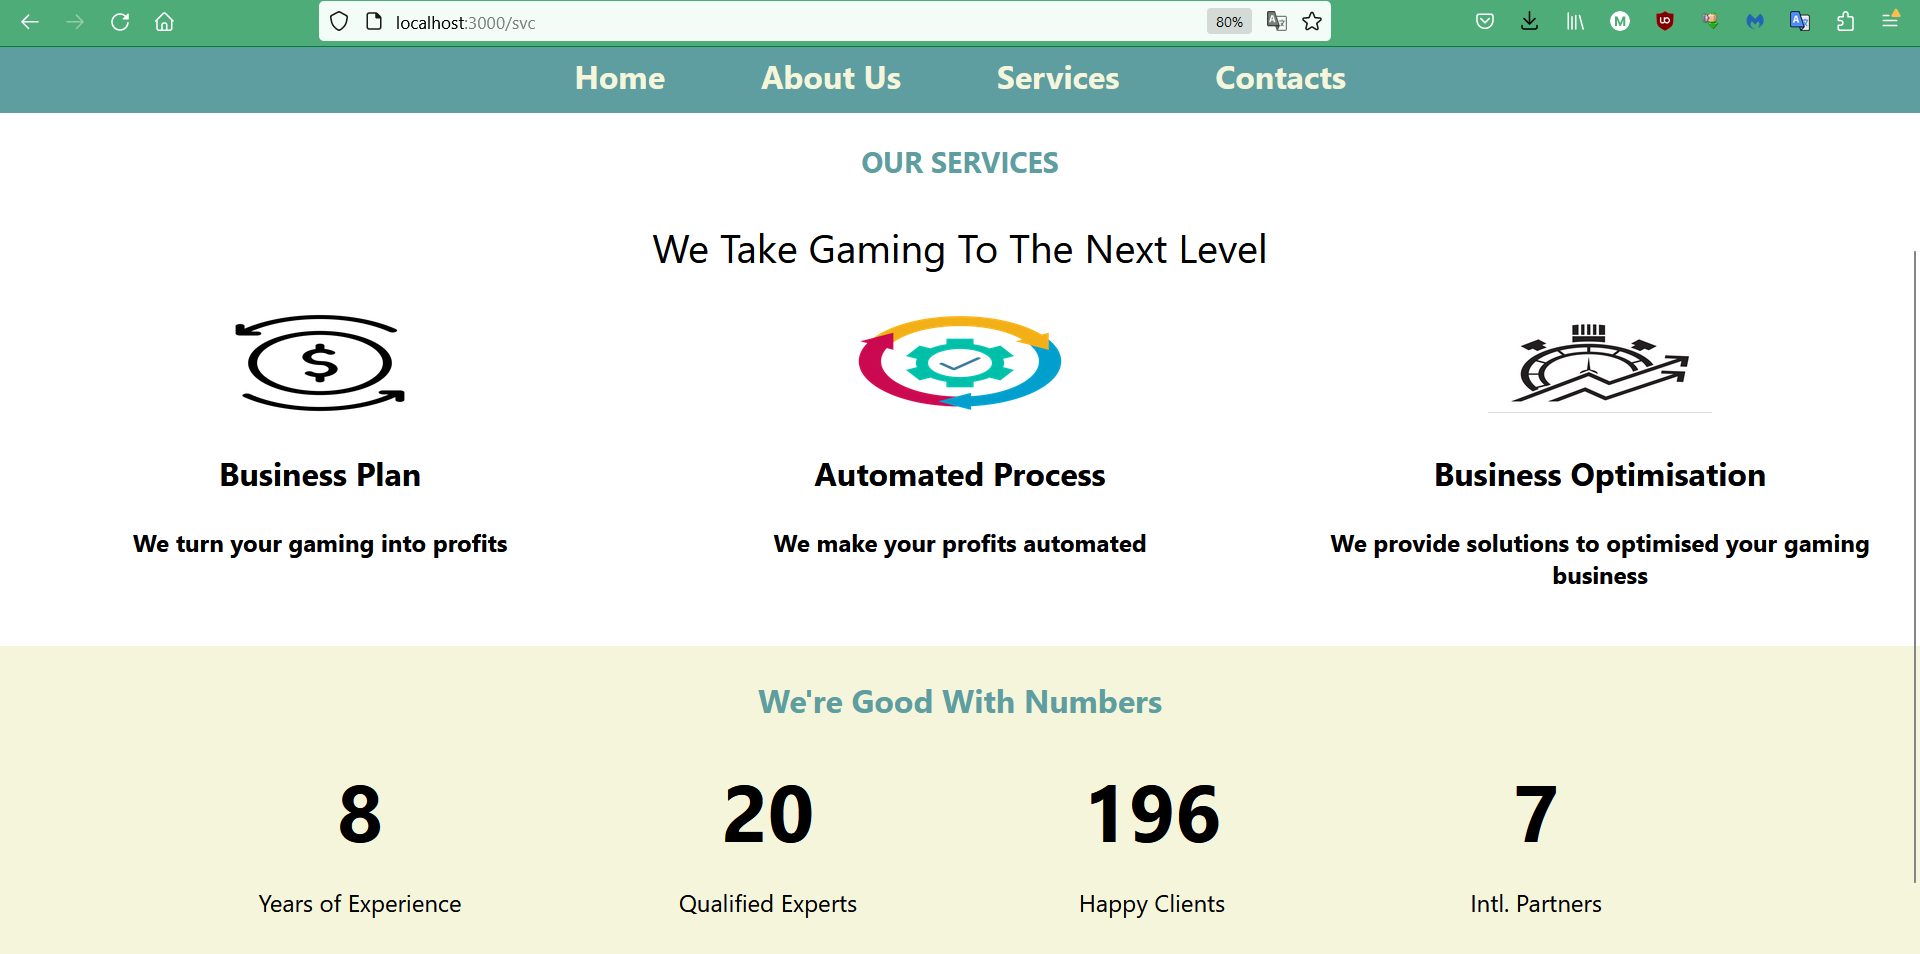 localhost:3000/svc 80%
Home About Us Services Contacts
OUR SERVICES
We Take Gaming To The Next Level
$
Business Plan Automated Process Business Optimisation
We turn your gaming into profits We make your profits automated We provide solutions to optimised your gaming
business
We're Good With Numbers
8 20 196 7
Years of Experience Qualified Experts Happy Clients Intl. Partners